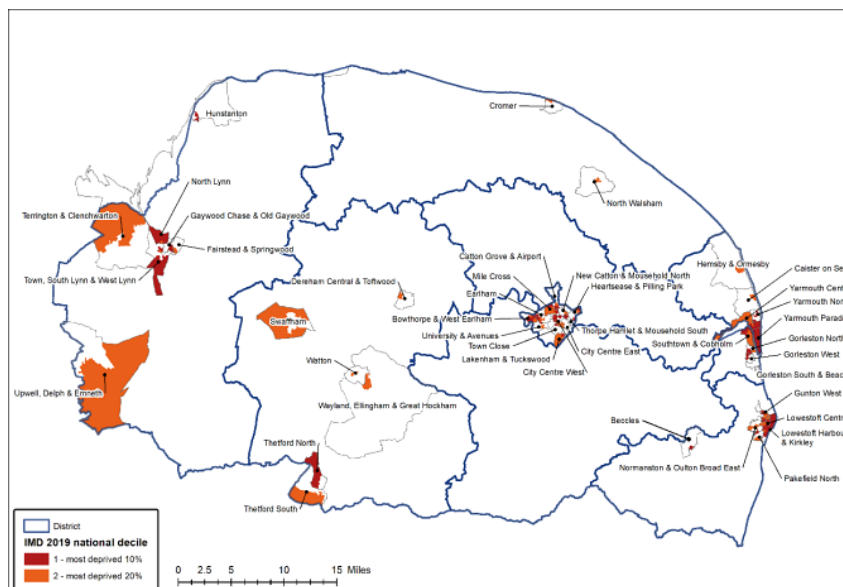 Cromer
Hunstanton
North Walsham
North Lynn
Terrington & Clenchwarton
Gaywood Chase & Old Gaywood
Fairstead & Springwood
Catton Grove & Airport
Hemsby & Ormesby
Mile Cross
New Catton & Mousehold North
Caister on Se
Town, South Lynn & West Lynn
Dereham Central & Toftwood
Earlham
Heartsease & Pilling Park
Yarmouth Cent
Yarmouth Nor
Swaffham
Bowthorpe & West Earlham
Thorpe Hamlet & Mousehold South
Yarmouth Parad
University & Avenues
Southtown & Cobholm
Gorleston North
Town Close
City Centre East
Gorleston West
Watton
Lakenham & Tuckswood
City Centre West
Gorleston South & Beac
Upwell, Delph & Emneth
Wayland, Ellingham & Great Hockham
Gunton West
Beccles
Lowestoft Centr
Lowestoft Harbou
& Kirkley
Thetford North
Normanston & Oulton Broad East
Pakefield North
Thetford South
District
IMD 2019 national decile
1 - most deprived 10%
2 - most deprived 20%
0 2.5 5 10 15 Miles